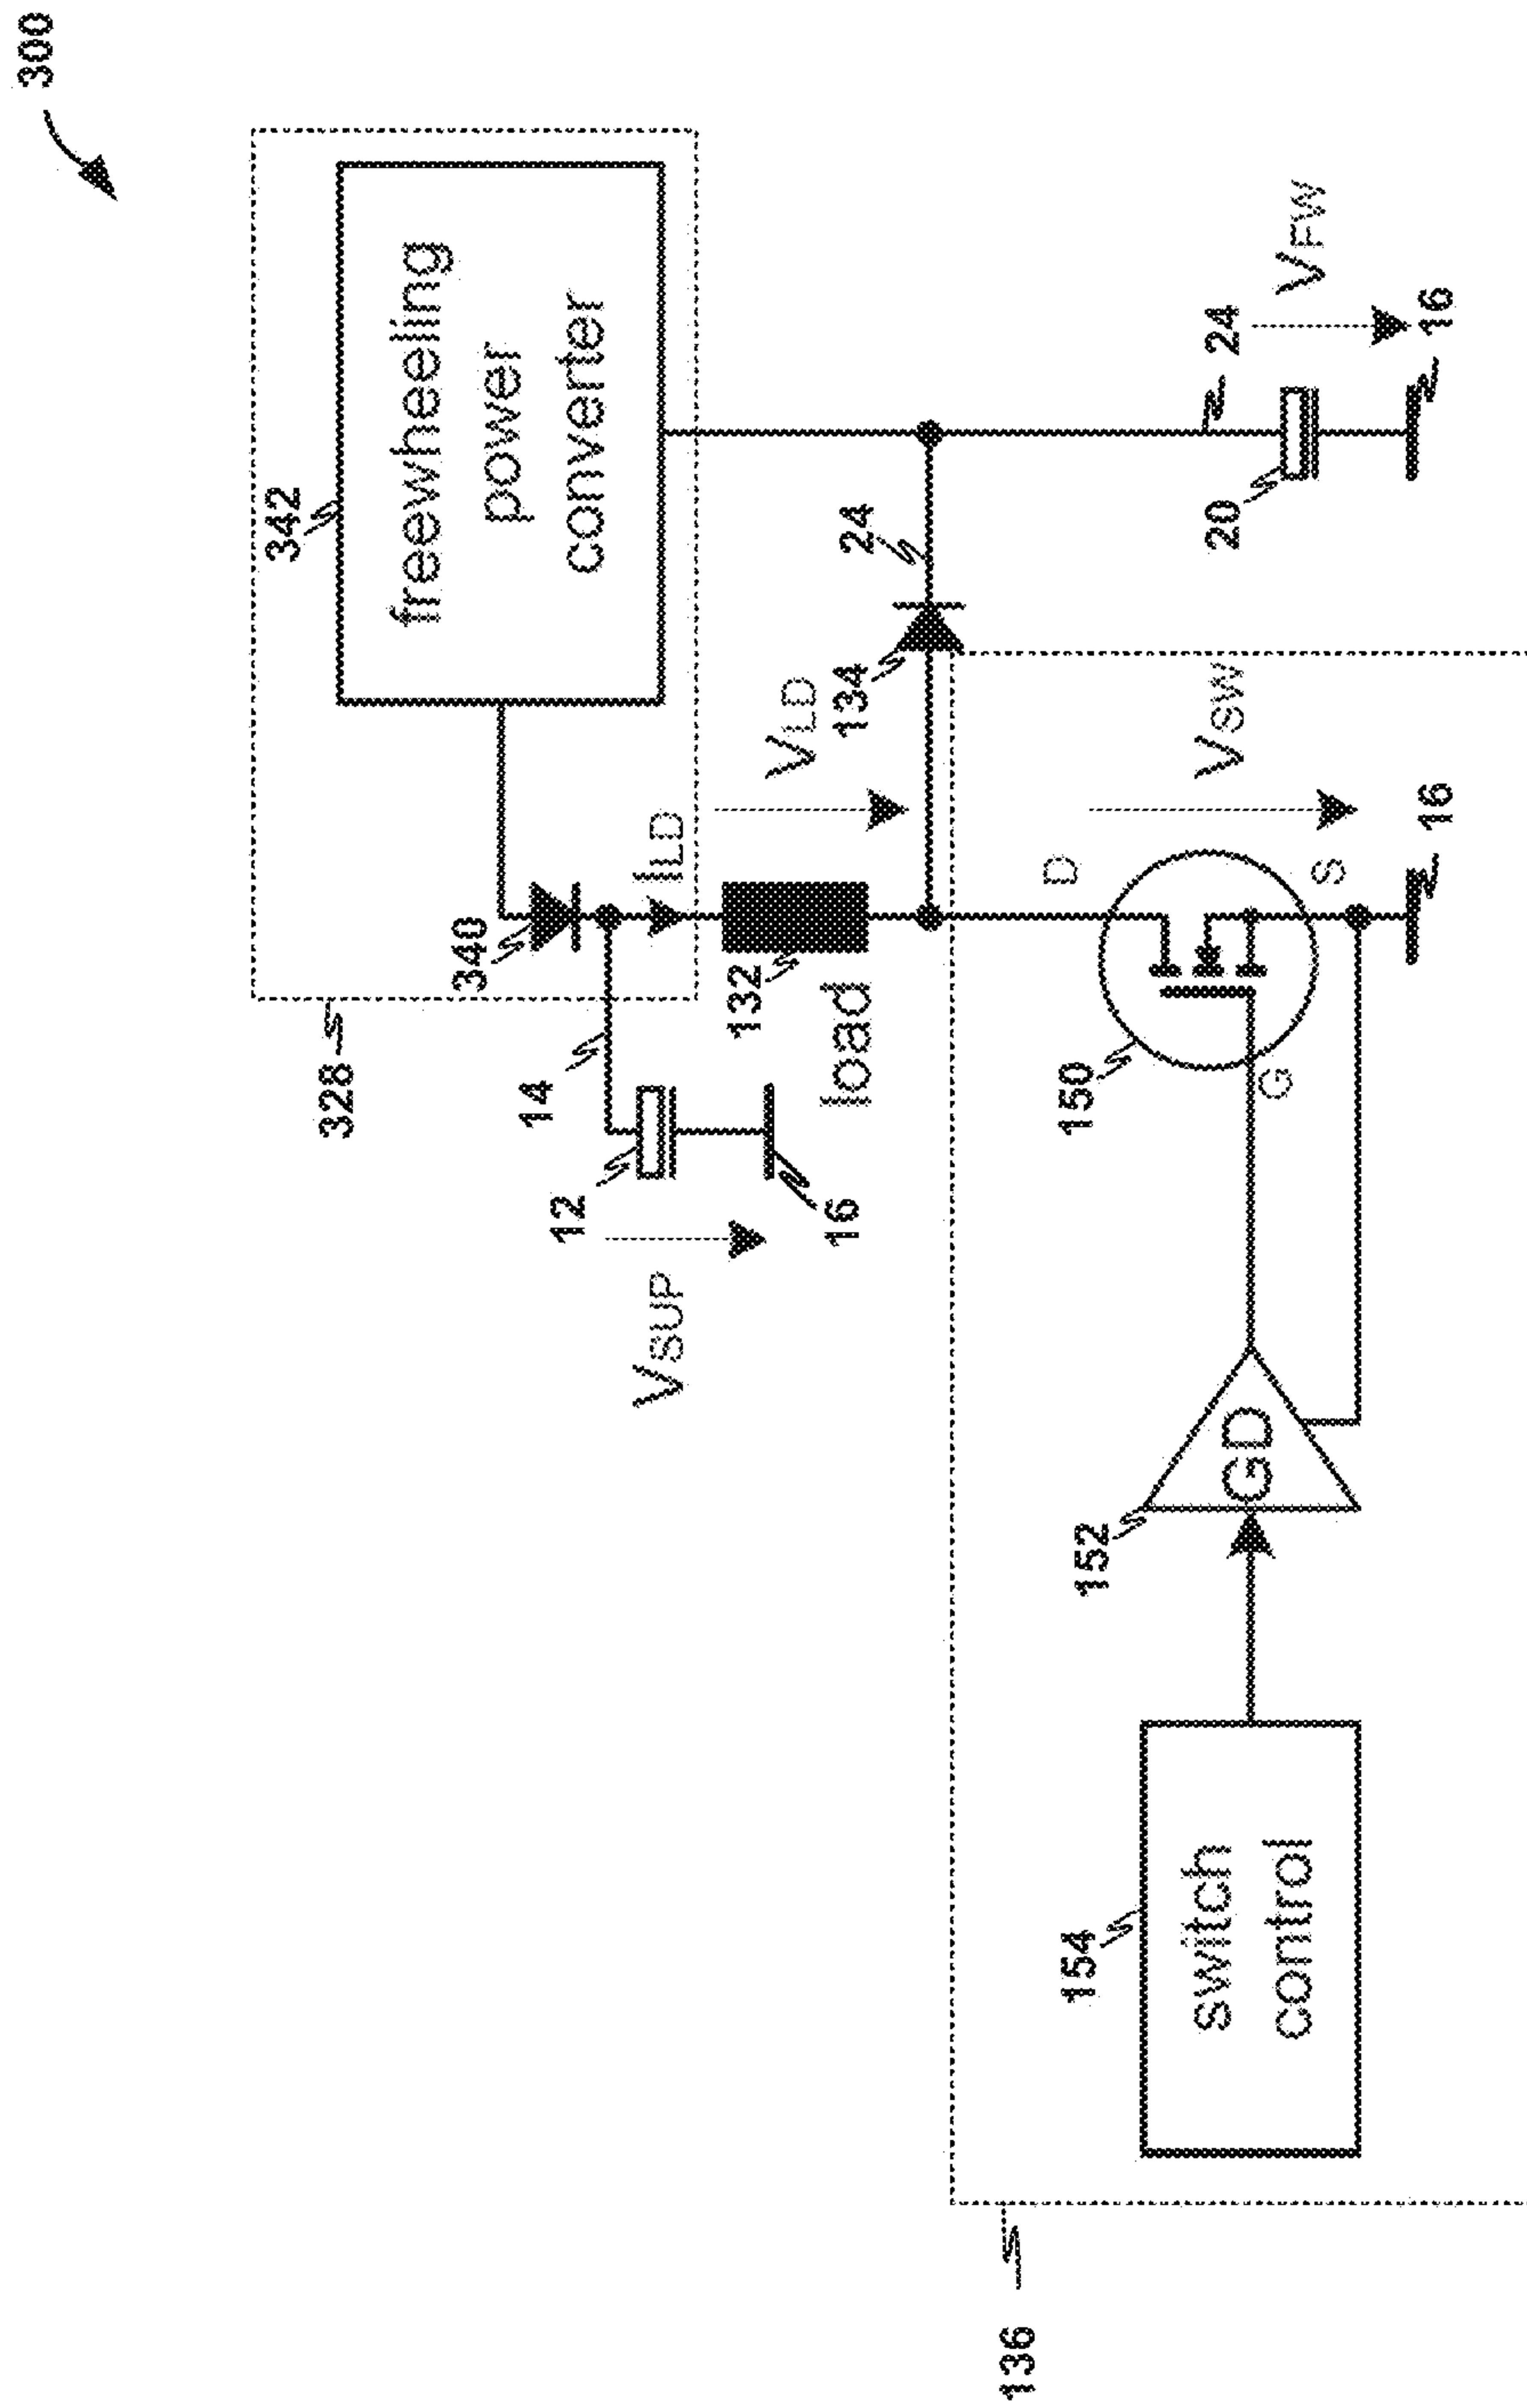 300
342
freewheeling
power
converter
328
340
I LD
14
12
VSUP
16
132
load
VLD
134
24
24
VFW
20
16
D
VSW
150
G
S
16
152
GD
154
switch
control
136